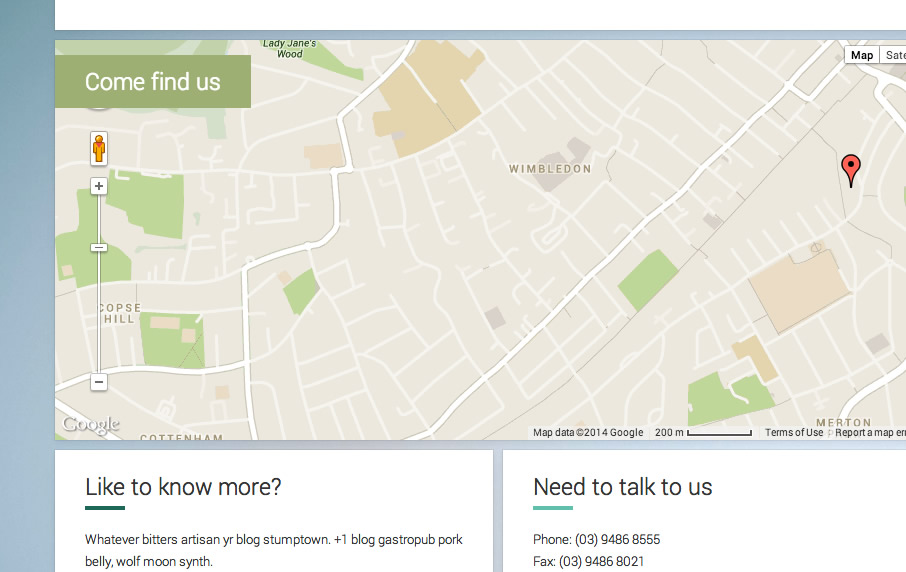 Lady Jane's
Wood
Come find us
Map
WIMBLEDON
COPSE
HILL
Google
COTTENHAM
MERTON
Map data ©2014 Google
200 m
Terms of Use
Report a map
Like to know more?
Need to talk to us
Whatever bitters artisan yr blog stumptown. +1 blog gastropub pork
belly, wolf moon synth.
Phone: (03) 9486 8555
Fax: (03) 9486 8021